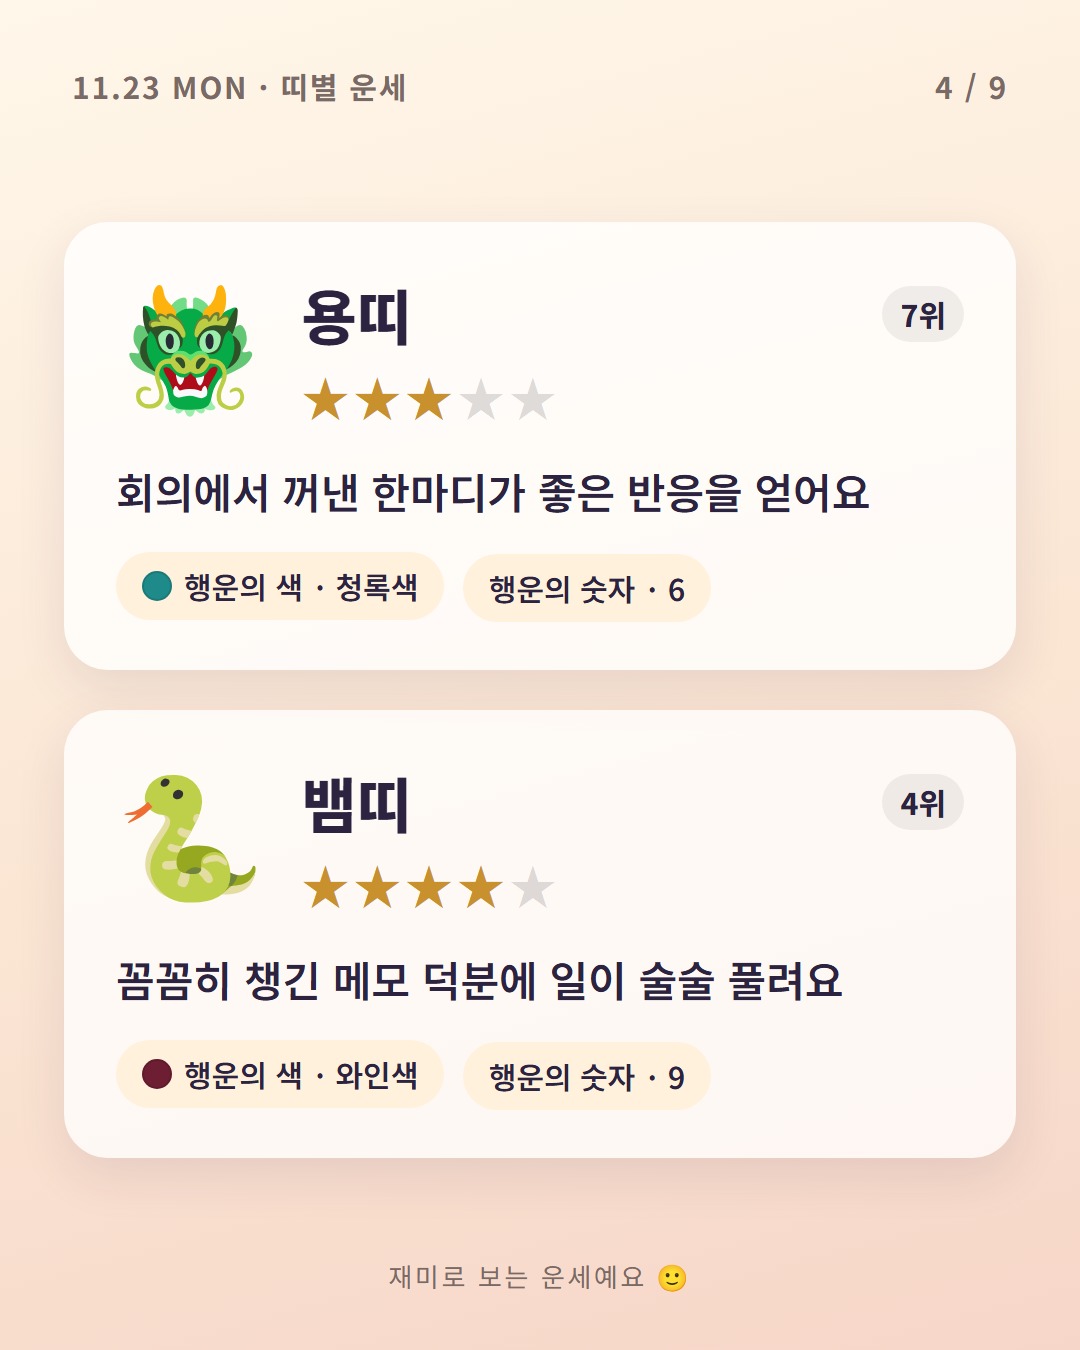 11.23 MON · 띠별 운세
4 / 9
용띠
7위
★★★★★
회의에서 꺼낸 한마디가 좋은 반응을 얻어요
행운의 색 · 청록색
행운의 숫자 · 6
뱀띠
4위
★★★★★
꼼꼼히 챙긴 메모 덕분에 일이 술술 풀려요
행운의 색 · 와인색
행운의 숫자 · 9
재미로 보는 운세예요 🙂